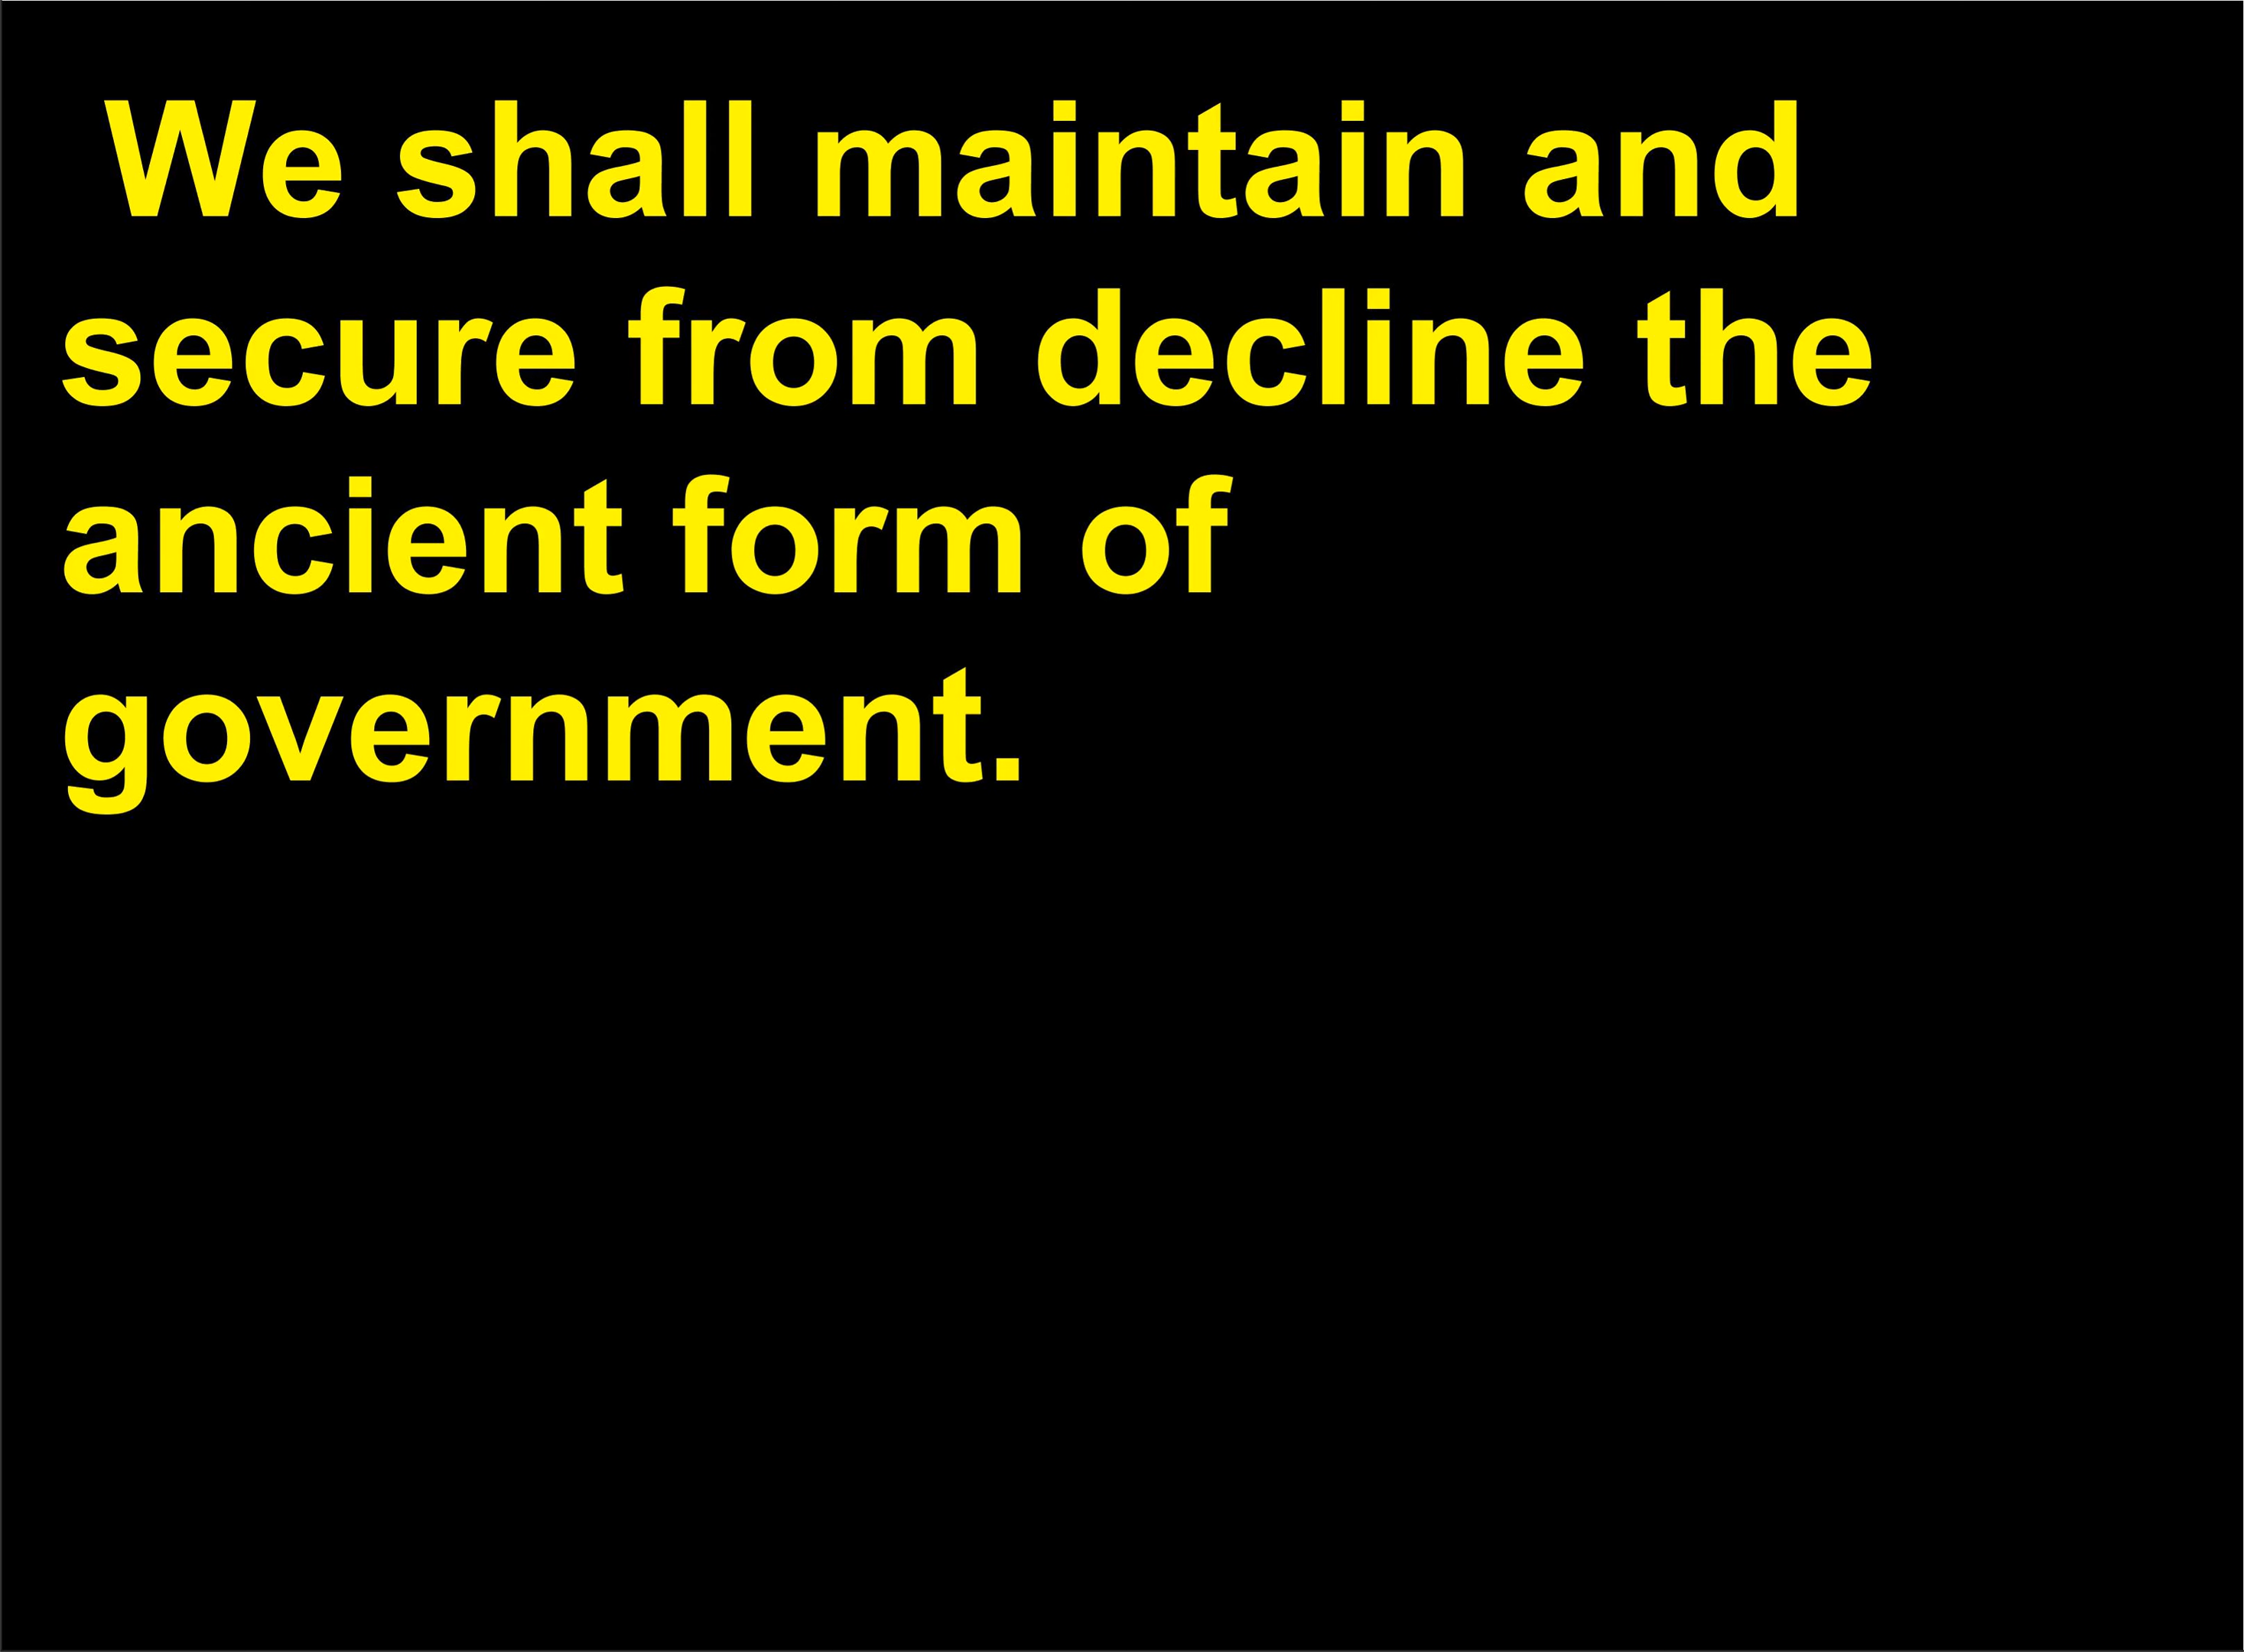 We shall maintain and
secure from decline the
ancient form of
government.